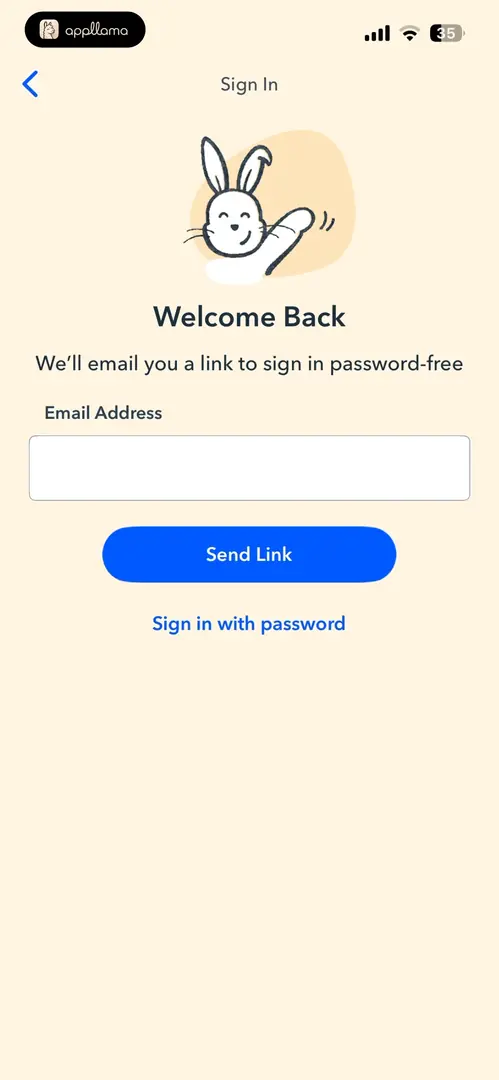 appllama
35
Sign In
Welcome Back
We’ll email you a link to sign in password-free
Email Address
Send Link
Sign in with password